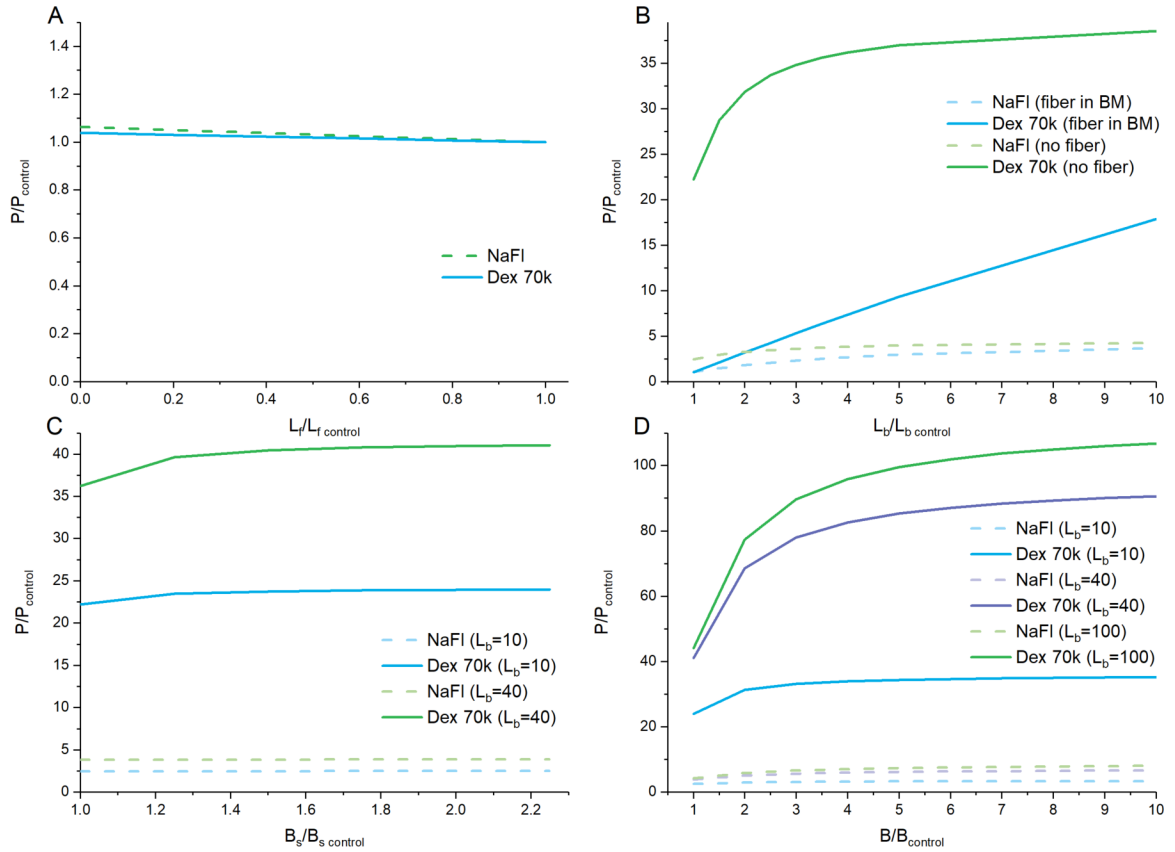 A
1.4
1.2
1.0
0.8
0.6
0.4
0.2
0.0
P/Pcontrol
NaFl
Dex 70k
0.0 0.2 0.4 0.6 0.8 1.0
Lf/Lf control
B
35
30
25
20
15
10
5
0
P/Pcontrol
NaFl (fiber in BM)
Dex 70k (fiber in BM)
NaFl (no fiber)
Dex 70k (no fiber)
1 2 3 4 5 6 7 8 9 10
Lb/Lb control
C
40
35
30
25
20
15
10
5
0
P/Pcontrol
NaFl (Lb=10)
Dex 70k (Lb=10)
NaFl (Lb=40)
Dex 70k (Lb=40)
1.0 1.2 1.4 1.6 1.8 2.0 2.2
Bs/Bs control
D
100
80
60
40
20
0
P/Pcontrol
NaFl (Lb=10)
Dex 70k (Lb=10)
NaFl (Lb=40)
Dex 70k (Lb=40)
NaFl (Lb=100)
Dex 70k (Lb=100)
1 2 3 4 5 6 7 8 9 10
B/Bcontrol